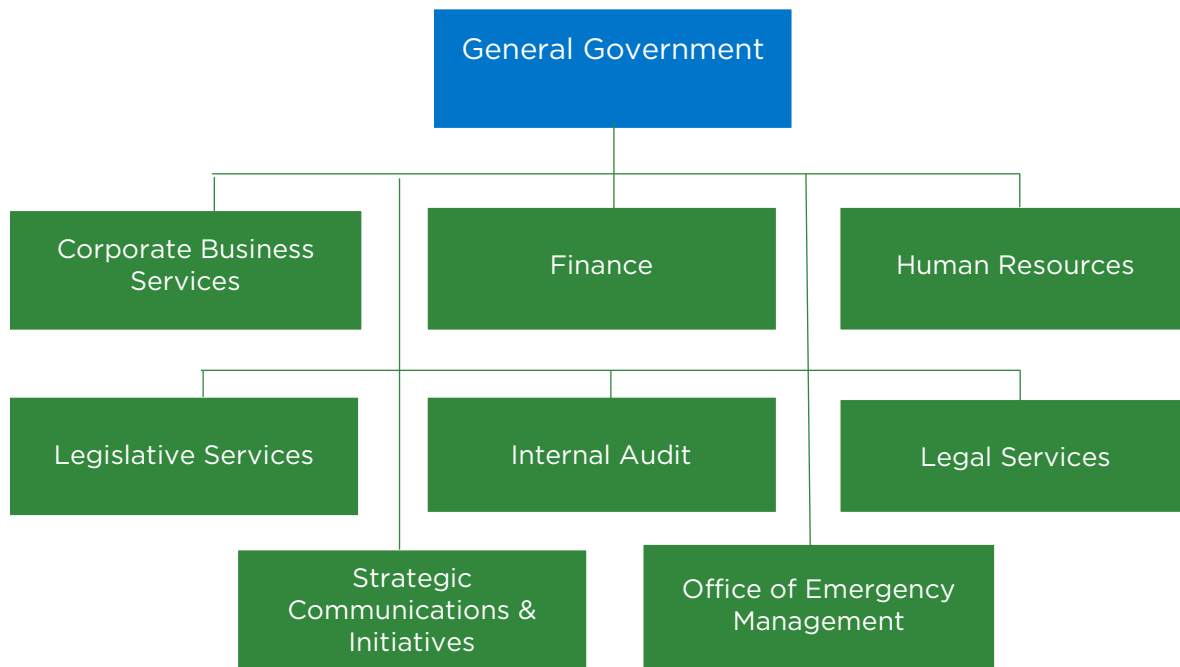 General Government
Corporate Business
Services
Finance
Human Resources
Legislative Services
Internal Audit
Legal Services
Strategic
Communications &
Initiatives
Office of Emergency
Management